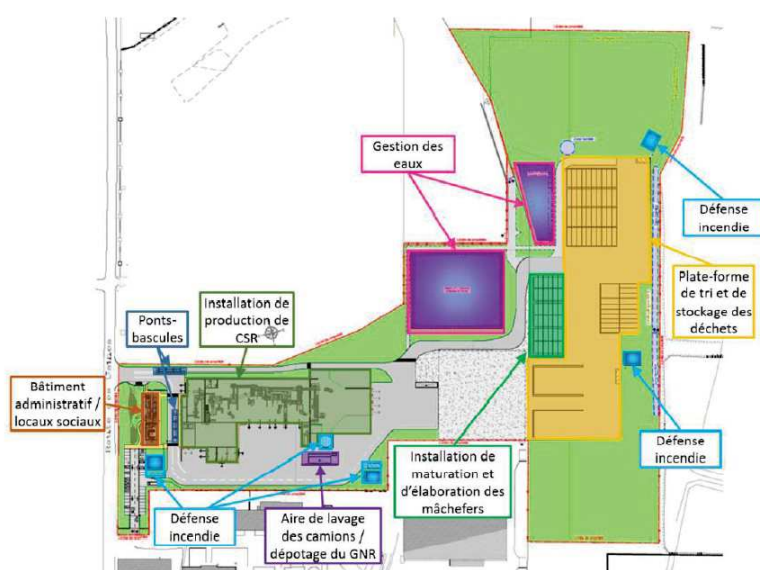 Gestion des
eaux
Défense
incendie
Plate-forme
de tri et de
stockage des
déchets
Installation de
production de
CSR
Ponts-
bascules
Bâtiment
administratif /
locaux sociaux
Défense
incendie
Installation de
maturation et
d'élaboration des
mâchefers
Défense
incendie
Aire de lavage
des camions /
dépotage du GNR